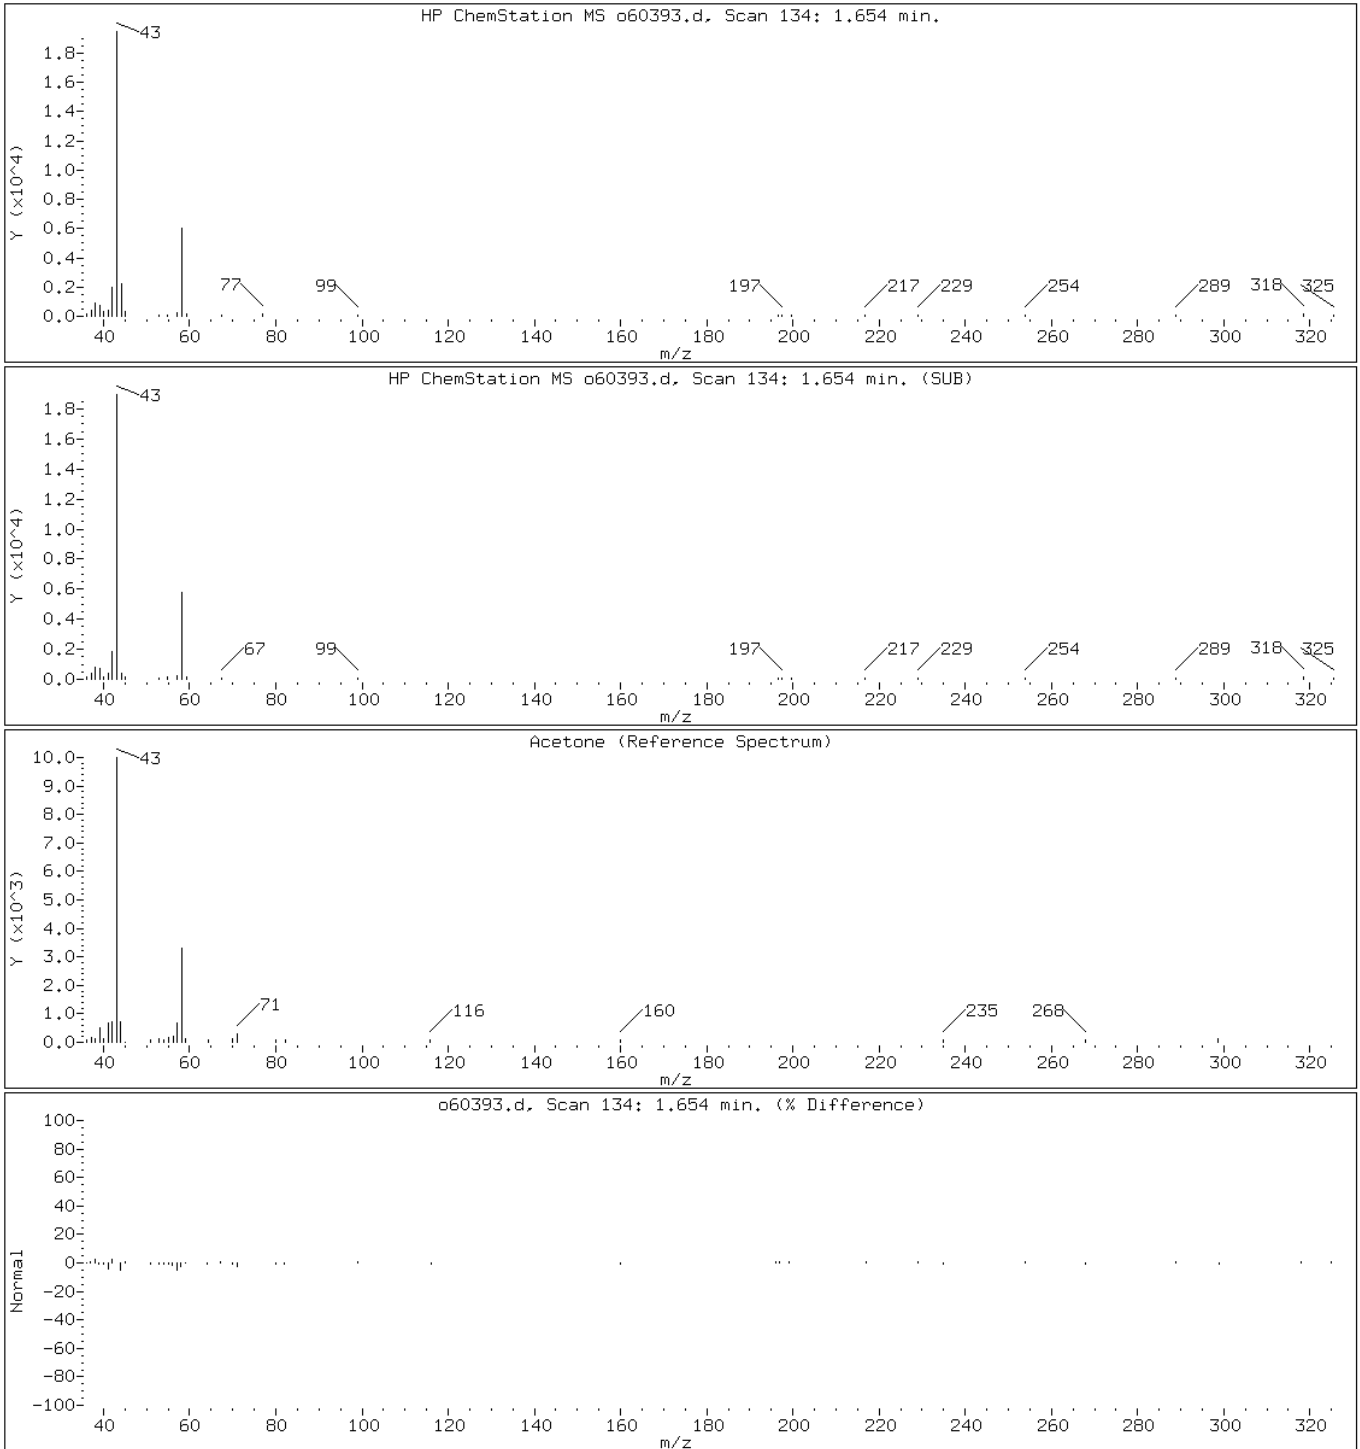 HP ChemStation MS o60393.d, Scan 134: 1.654 min.
43
1.8
1.6
1.4
1.2
1.0
0.8
0.6
0.4
0.2
0.0
Y (x10^4)
77 99 197 217 229 254 289 318 325
40 60 80 100 120 140 160 180 200 220 240 260 280 300 320
m/z
HP ChemStation MS o60393.d, Scan 134: 1.654 min. (SUB)
43
1.8
1.6
1.4
1.2
1.0
0.8
0.6
0.4
0.2
0.0
Y (x10^4)
67 99 197 217 229 254 289 318 325
40 60 80 100 120 140 160 180 200 220 240 260 280 300 320
m/z
Acetone (Reference Spectrum)
43
10.0
9.0
8.0
7.0
6.0
5.0
4.0
3.0
2.0
1.0
0.0
Y (x10^3)
71 116 160 235 268
40 60 80 100 120 140 160 180 200 220 240 260 280 300 320
m/z
o60393.d, Scan 134: 1.654 min. (% Difference)
100
80
60
40
20
0
-20
-40
-60
-80
-100
Normal
40 60 80 100 120 140 160 180 200 220 240 260 280 300 320
m/z